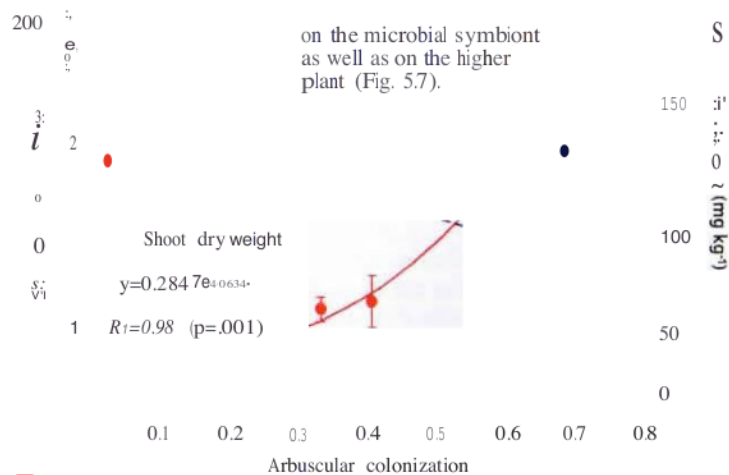 200
on the microbial symbiont
as well as on the higher
plant (Fig. 5.7).
S
150
2
0
o
0
(mg kg-1)
100
Shoot dry weight
y=0.284 7e40634•
1
R1=0.98 (p=.001)
50
0
0.1 0.2 0.3 0.4 0.5 0.6 0.7 0.8
Arbuscular colonization